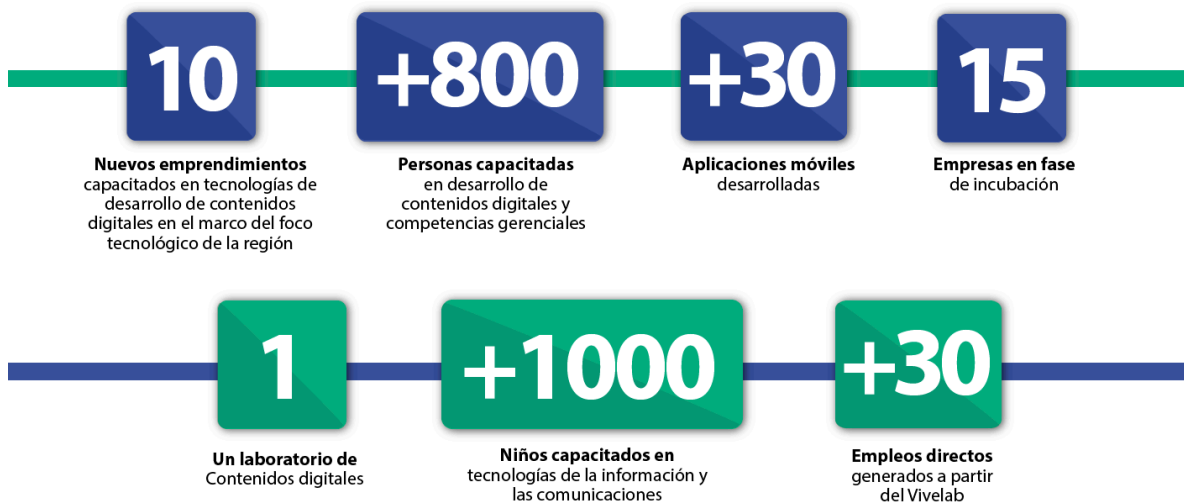 10
Nuevos emprendimientos
capacitados en tecnologías de
desarrollo de contenidos
digitales en el marco del foco
tecnológico de la región
+800
Personas capacitadas
en desarrollo de
contenidos digitales y
competencias gerenciales
+30
Aplicaciones móviles
desarrolladas
15
Empresas en fase
de incubación
1
Un laboratorio de
Contenidos digitales
+1000
Niños capacitados en
tecnologías de la información y
las comunicaciones
+30
Empleos directos
generados a partir
del Vivelab